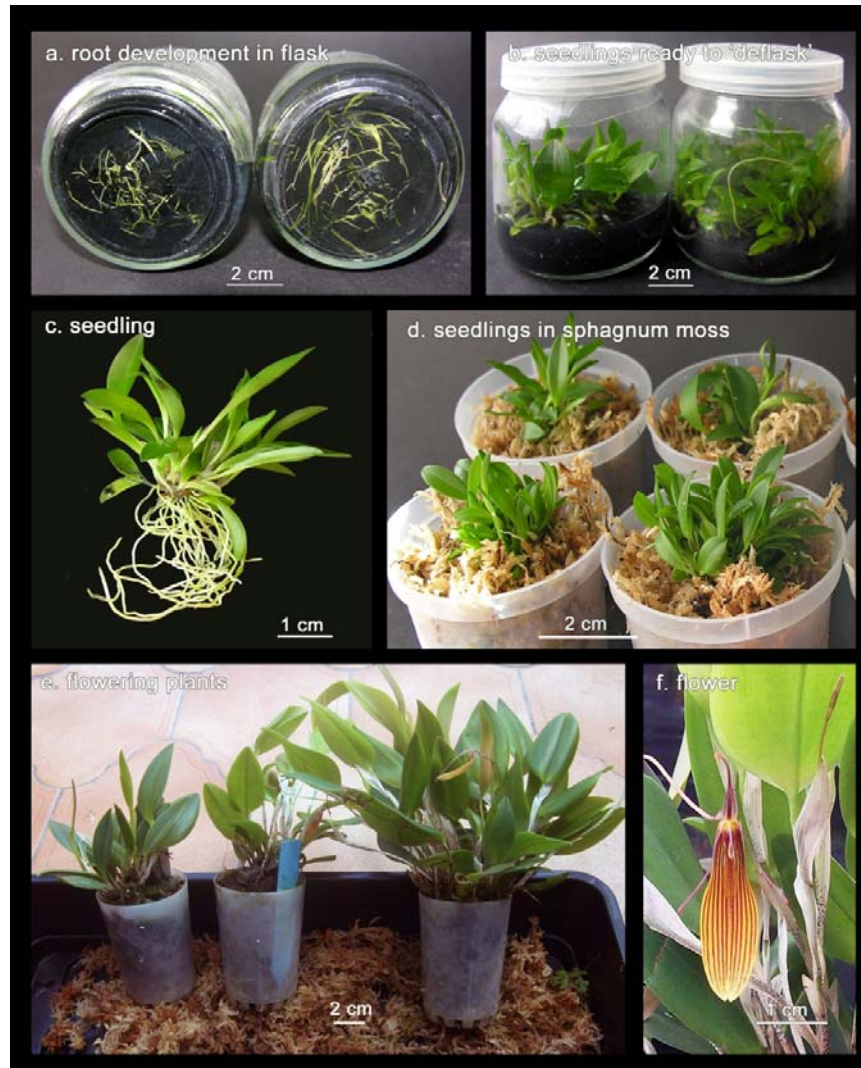 a. root development in flask
2 cm
b. seedlings ready to 'deflask'
2 cm
c. seedling
1 cm
d. seedlings in sphagnum moss
2 cm
e. flowering plants
2 cm
f. flower
1 cm